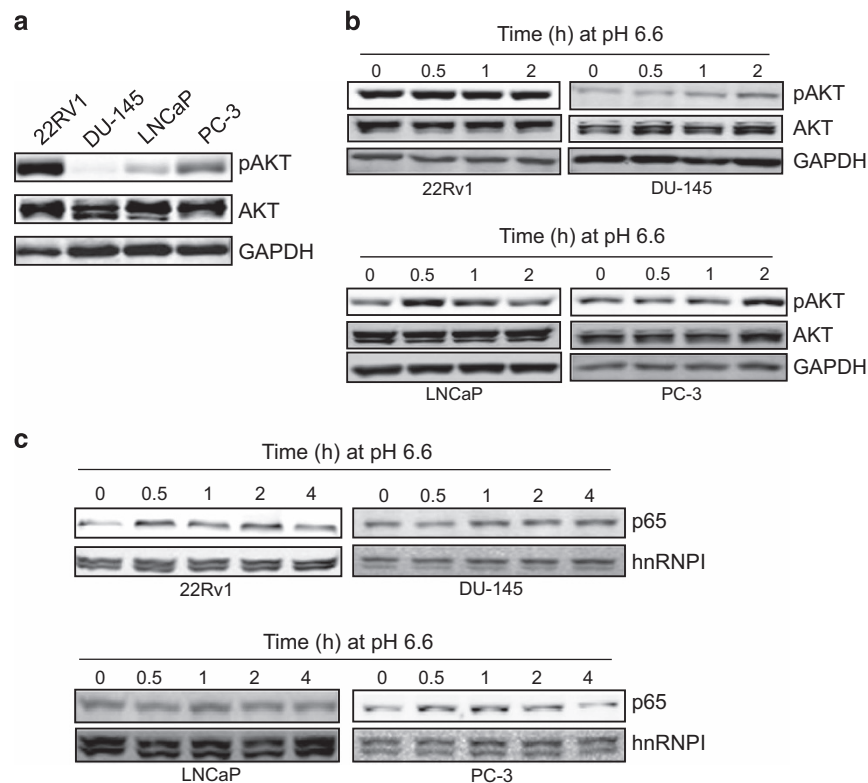 a
22RV1 DU-145 LNCaP PC-3
pAKT
AKT
GAPDH
b
Time (h) at pH 6.6
0 0.5 1 2 0 0.5 1 2
pAKT
AKT
GAPDH
22Rv1 DU-145
Time (h) at pH 6.6
0 0.5 1 2 0 0.5 1 2
pAKT
AKT
GAPDH
LNCaP PC-3
c
Time (h) at pH 6.6
0 0.5 1 2 4 0 0.5 1 2 4
p65
hnRNPI
22Rv1 DU-145
Time (h) at pH 6.6
0 0.5 1 2 4 0 0.5 1 2 4
p65
hnRNPI
LNCaP PC-3